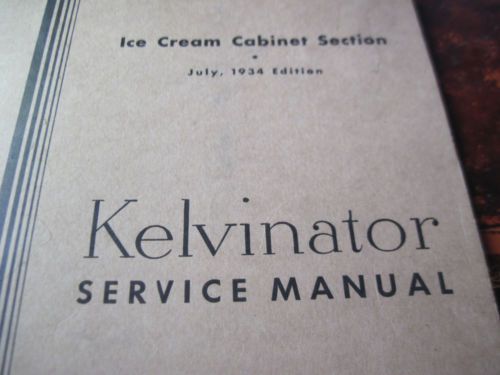 Ice Cream Cabinet Section
July, 1934 Edition
Kelvinator
SERVICE MANUAL